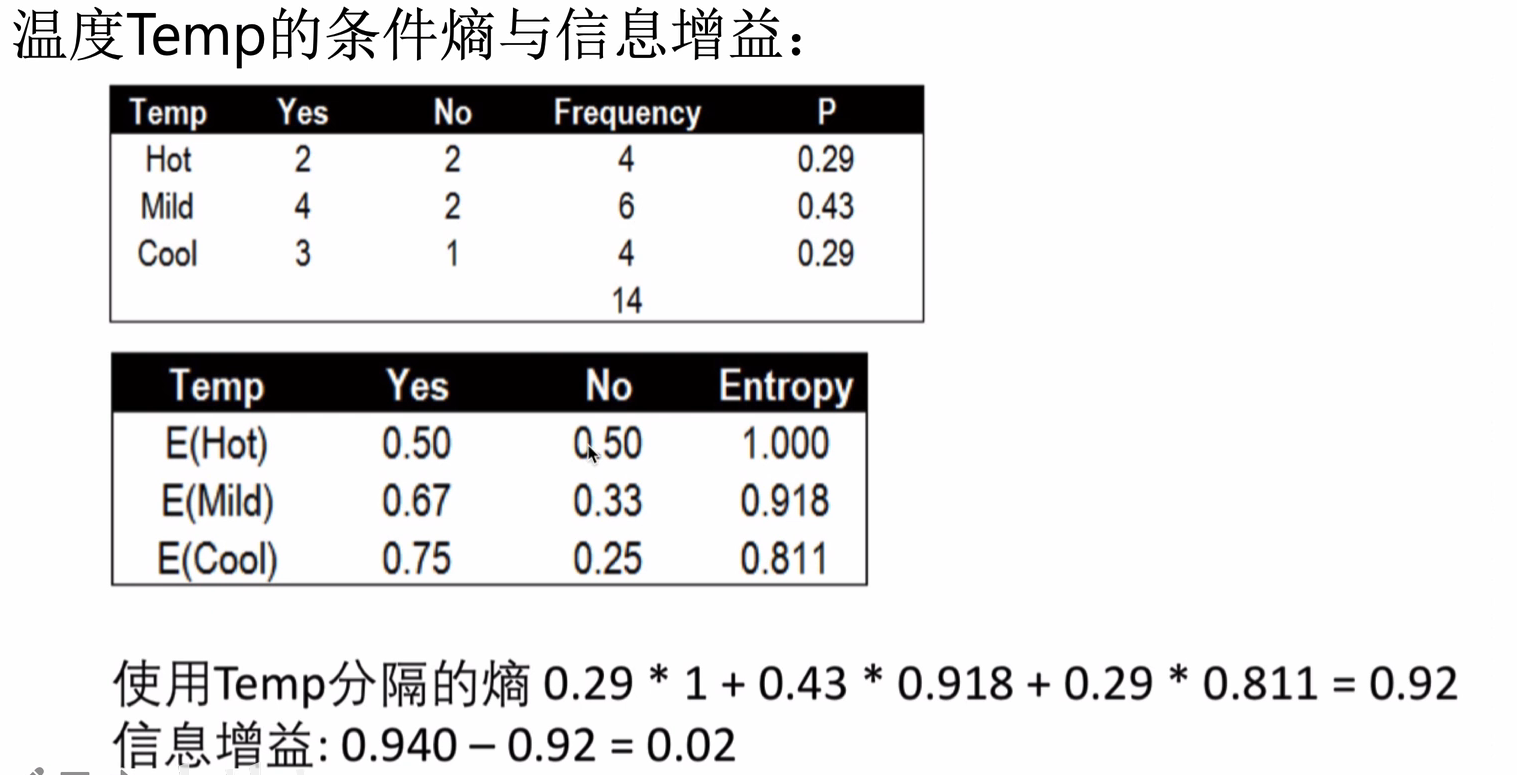 温度Temp的条件熵与信息增益：
Temp Yes No Frequency P
Hot 2 2 4 0.29
Mild 4 2 6 0.43
Cool 3 1 4 0.29
14
Temp Yes No Entropy
E(Hot) 0.50 0.50 1.000
E(Mild) 0.67 0.33 0.918
E(Cool) 0.75 0.25 0.811
使用Temp分隔的熵 0.29 * 1 + 0.43 * 0.918 + 0.29 * 0.811 = 0.92
信息增益: 0.940 – 0.92 = 0.02